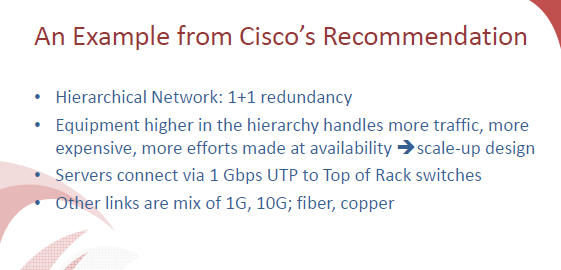 An Example from Cisco's Recommendation
• Hierarchical Network: 1+1 redundancy
• Equipment higher in the hierarchy handles more traffic, more
expensive, more efforts made at availability ➔scale-up design
• Servers connect via 1 Gbps UTP to Top of Rack switches
• Other links are mix of 1G, 10G; fiber, copper